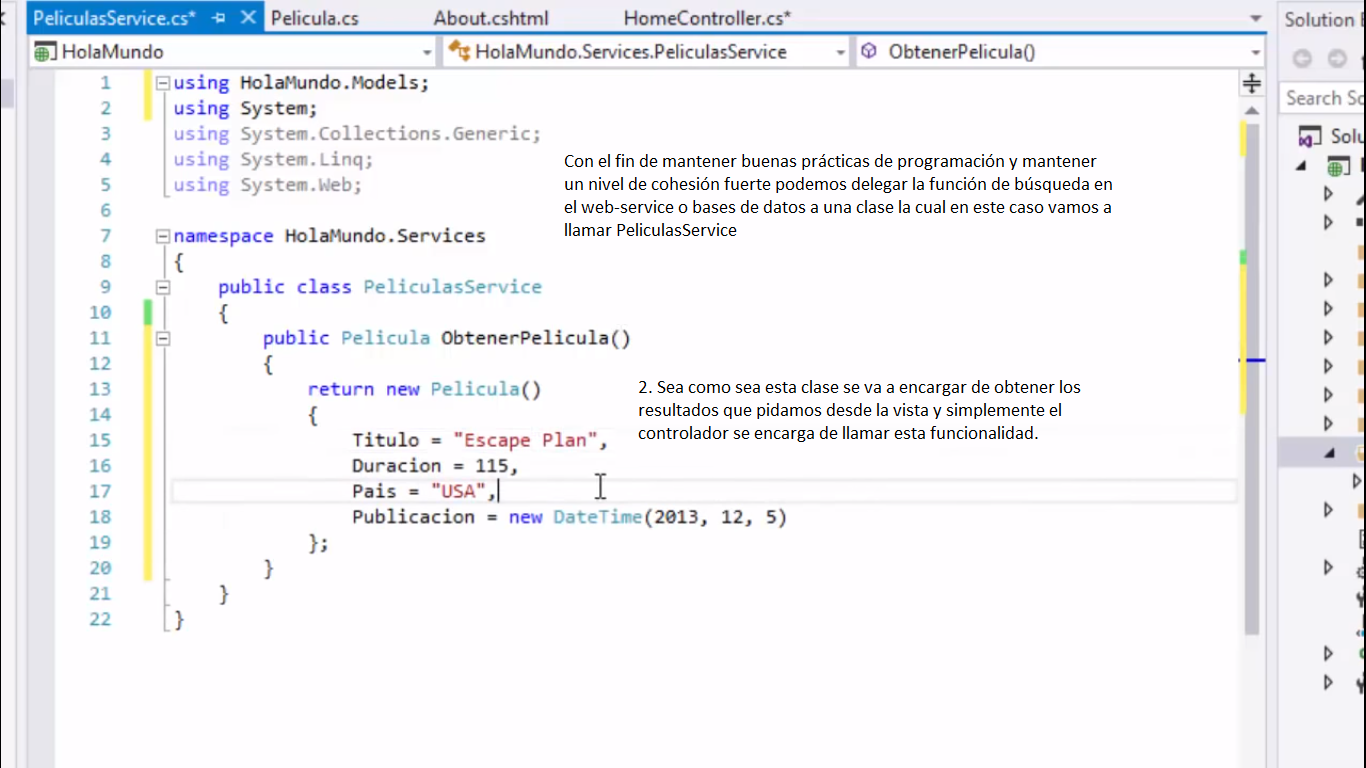 PeliculasService.cs*
Pelicula.cs
About.cshtml
HomeController.cs*
Solution E
HolaMundo
HolaMundo.Services.PeliculasService
ObtenerPelicula()
Search So
Solu
1 using HolaMundo.Models;
2 using System;
3 using System.Collections.Generic;
4 using System.Linq;
5 using System.Web;
6
7 namespace HolaMundo.Services
8 {
9 public class PeliculasService
10 {
11 public Pelicula ObtenerPelicula()
12 {
13 return new Pelicula()
14 {
15 Titulo = "Escape Plan",
16 Duracion = 115,
17 Pais = "USA",
18 Publicacion = new DateTime(2013, 12, 5)
19 };
20 }
21 }
22 }
Con el fin de mantener buenas prácticas de programación y mantener
un nivel de cohesión fuerte podemos delegar la función de búsqueda en
el web-service o bases de datos a una clase la cual en este caso vamos a
llamar PeliculasService
2. Sea como sea esta clase se va a encargar de obtener los
resultados que pidamos desde la vista y simplemente el
controlador se encarga de llamar esta funcionalidad.